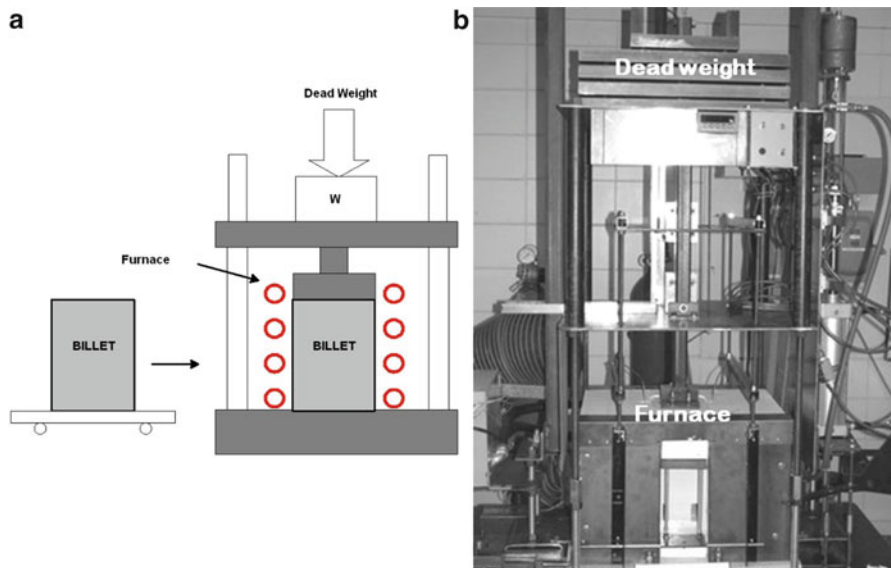 a
Dead Weight
W
Furnace
BILLET
BILLET
b
Dead weight
Furnace